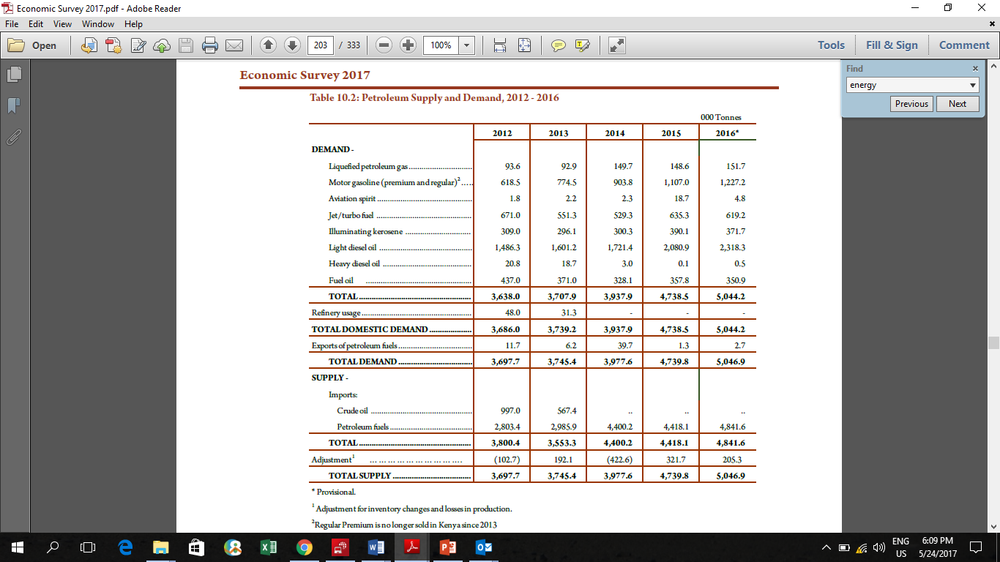 Economic Survey 2017.pdf - Adobe Reader
File Edit View Window Help
Open 203 / 333 100% Tools Fill & Sign Comment
Find
energy
Previous Next
Economic Survey 2017
Table 10.2: Petroleum Supply and Demand, 2012 - 2016
000 Tonnes
2012 2013 2014 2015 2016*
DEMAND -
Liquefied petroleum gas 93.6 92.9 149.7 148.6 151.7
Motor gasoline (premium and regular)² 618.5 774.5 903.8 1,107.0 1,227.2
Aviation spirit 1.8 2.2 2.3 18.7 4.8
Jet/turbo fuel 671.0 551.3 529.3 635.3 619.2
Illuminating kerosene 309.0 296.1 300.3 390.1 371.7
Light diesel oil 1,486.3 1,601.2 1,721.4 2,080.9 2,318.3
Heavy diesel oil 20.8 18.7 3.0 0.1 0.5
Fuel oil 437.0 371.0 328.1 357.8 350.9
TOTAL 3,638.0 3,707.9 3,937.9 4,738.5 5,044.2
Refinery usage 48.0 31.3 - - -
TOTAL DOMESTIC DEMAND 3,686.0 3,739.2 3,937.9 4,738.5 5,044.2
Exports of petroleum fuels 11.7 6.2 39.7 1.3 2.7
TOTAL DEMAND 3,697.7 3,745.4 3,977.6 4,739.8 5,046.9
SUPPLY -
Imports:
Crude oil 997.0 567.4 .. .. ..
Petroleum fuels 2,803.4 2,985.9 4,400.2 4,418.1 4,841.6
TOTAL 3,800.4 3,553.3 4,400.2 4,418.1 4,841.6
Adjustment¹ (102.7) 192.1 (422.6) 321.7 205.3
TOTAL SUPPLY 3,697.7 3,745.4 3,977.6 4,739.8 5,046.9
* Provisional.
¹ Adjustment for inventory changes and losses in production.
²Regular Premium is no longer sold in Kenya since 2013
ENG 6:09 PM
US 5/24/2017